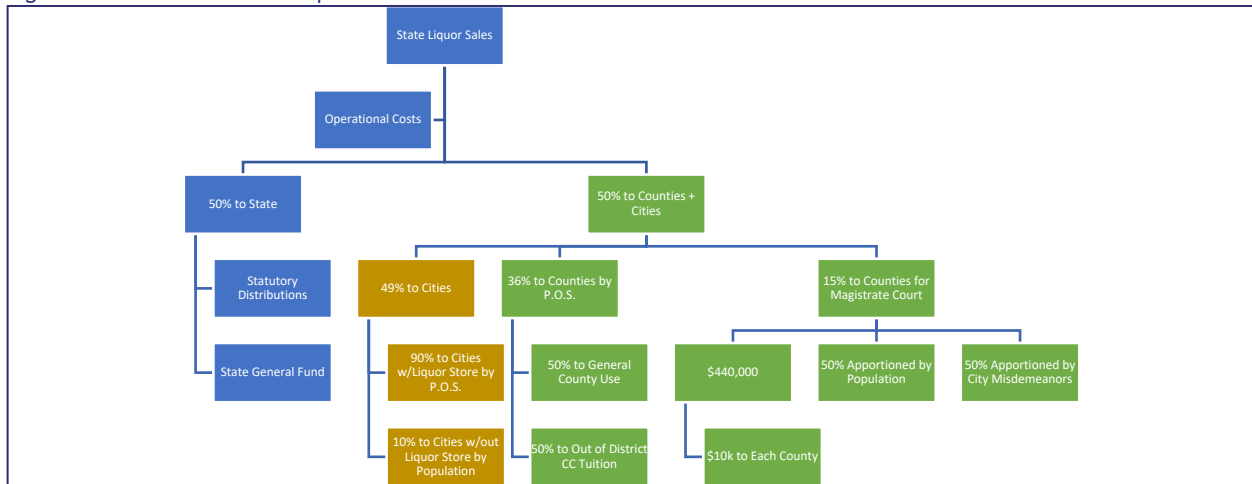 State Liquor Sales
Operational Costs
50% to State
50% to Counties +
Cities
Statutory
Distributions
49% to Cities
36% to Counties by
P.O.S.
15% to Counties for
Magistrate Court
State General Fund
90% to Cities
w/Liquor Store by
P.O.S.
50% to General
County Use
$440,000
50% Apportioned by
Population
50% Apportioned by
City Misdemeanors
10% to Cities w/out
Liquor Store by
Population
50% to Out of District
CC Tuition
$10k to Each County